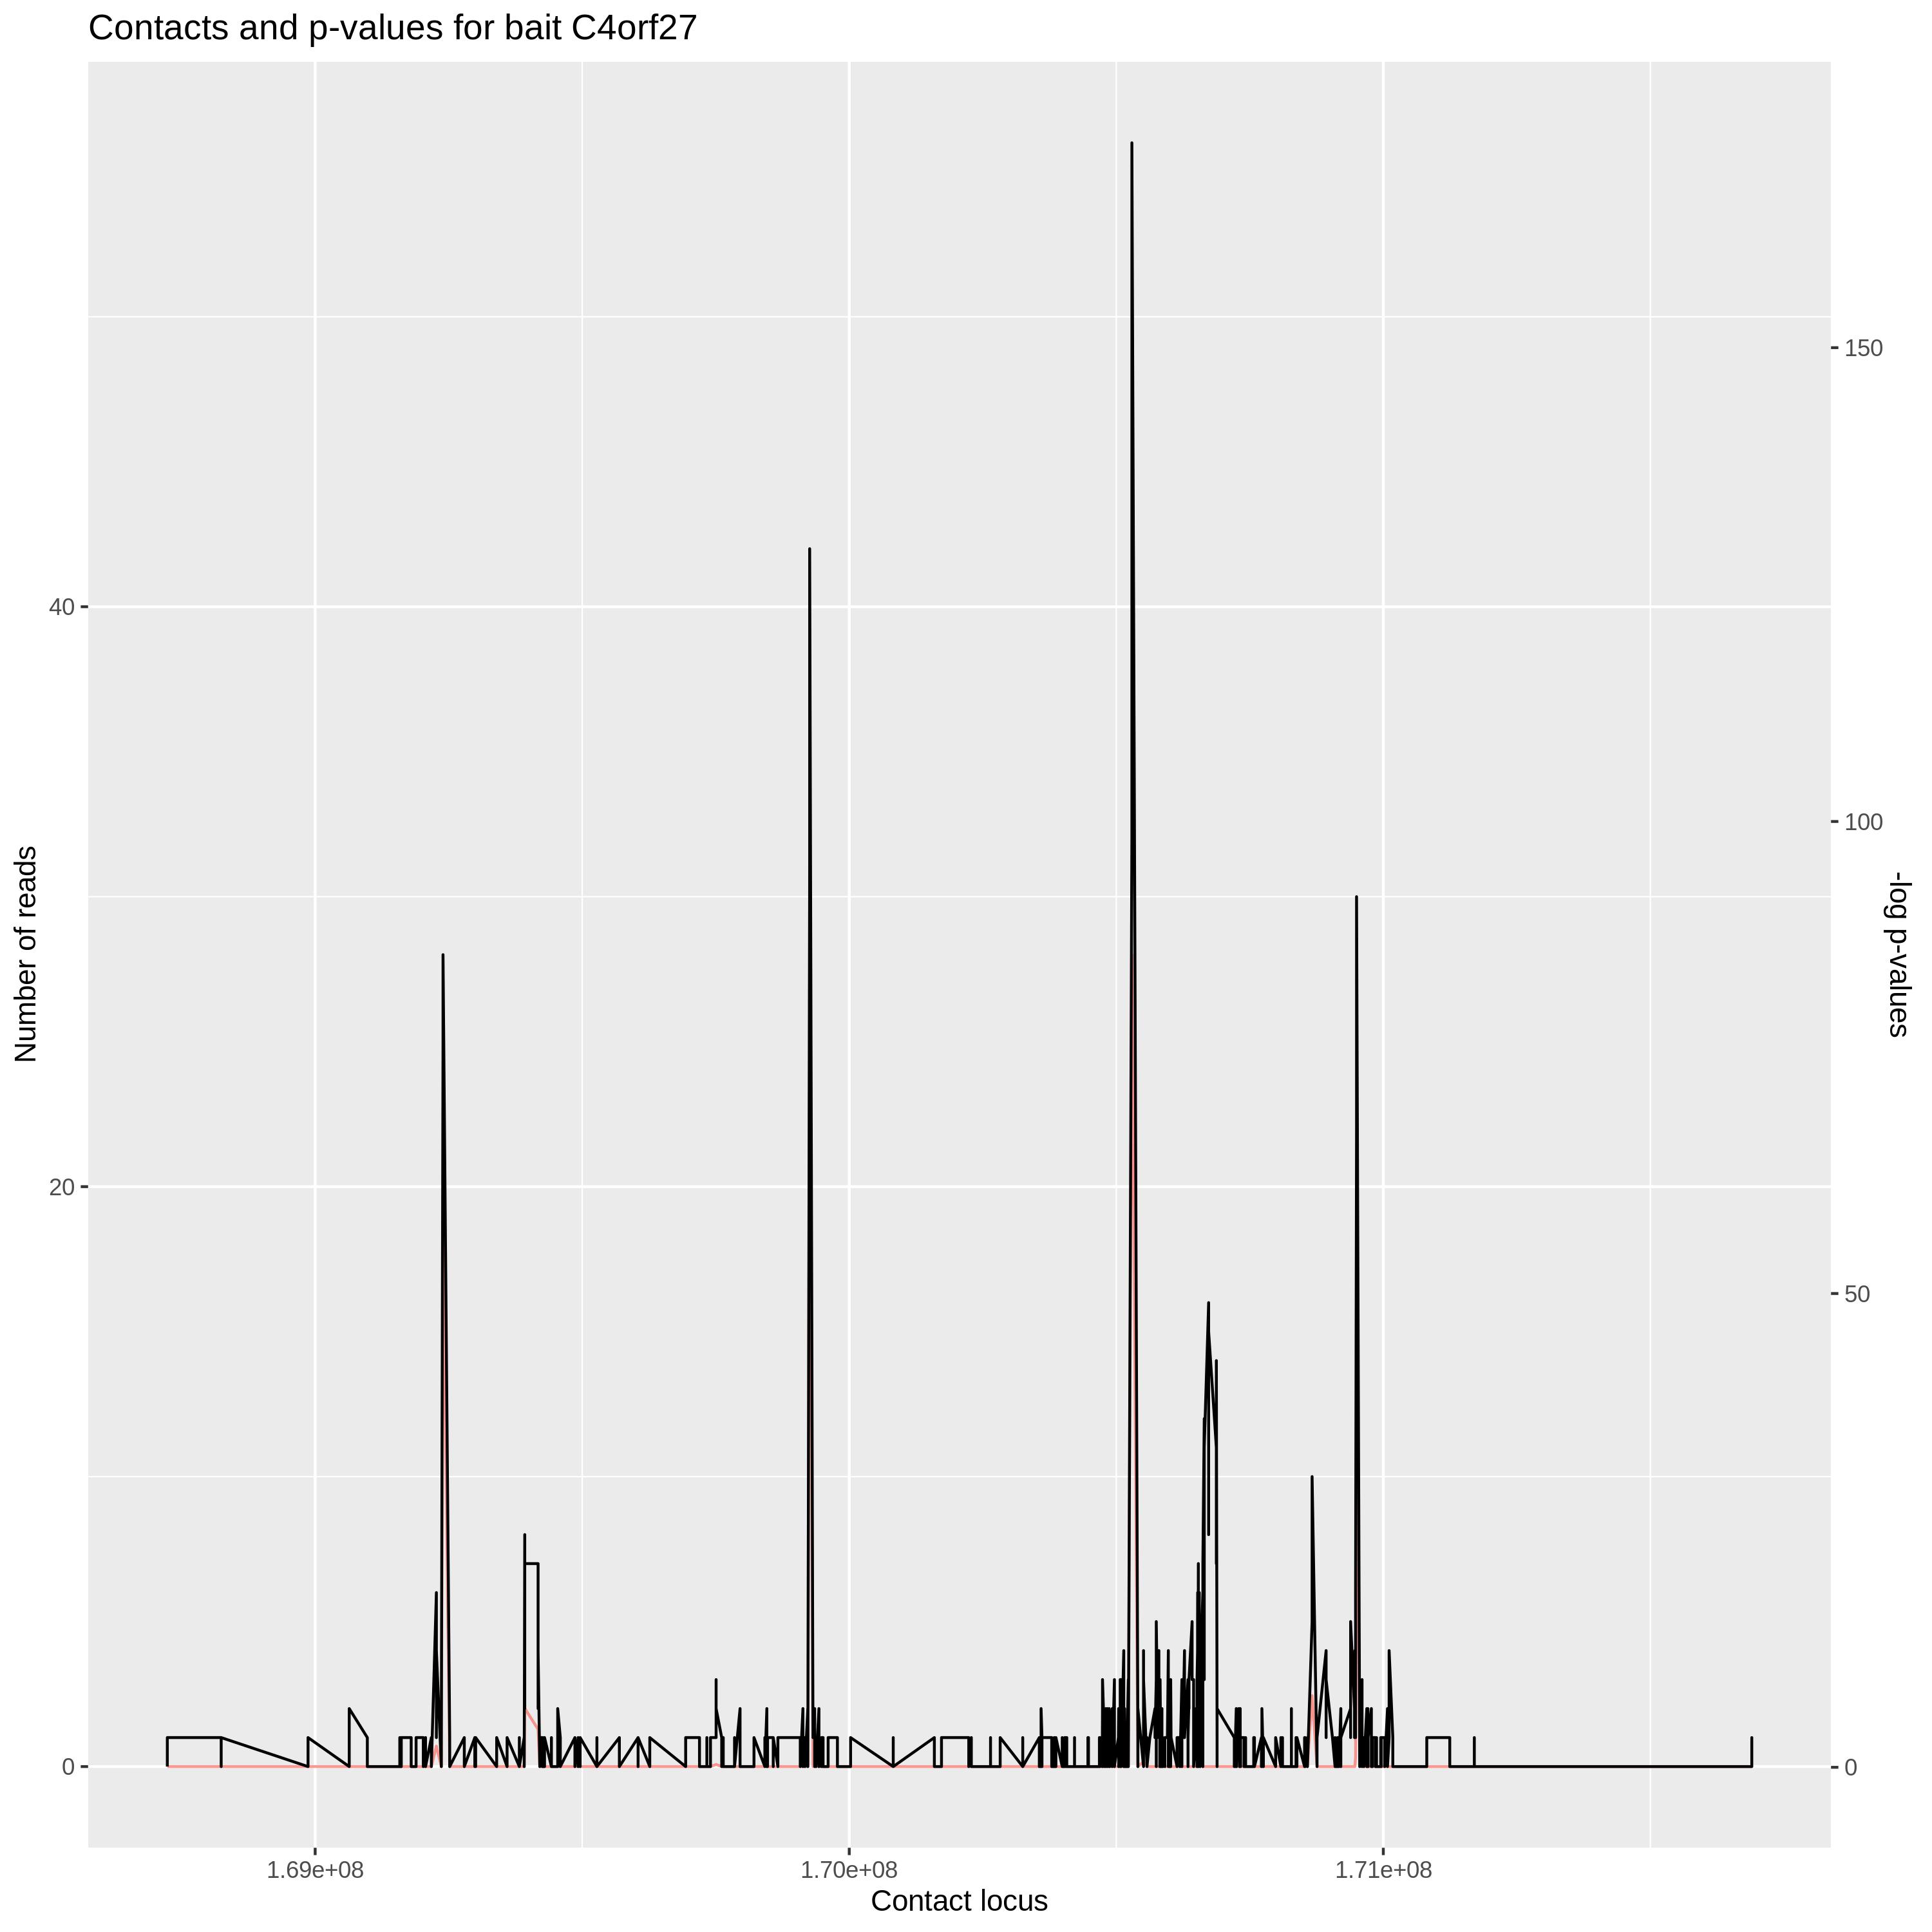 Contacts and p-values for bait C4orf27
Number of reads
40
20
0
150
100
50
0
-log p-values
1.69e+08
1.70e+08
1.71e+08
Contact locus